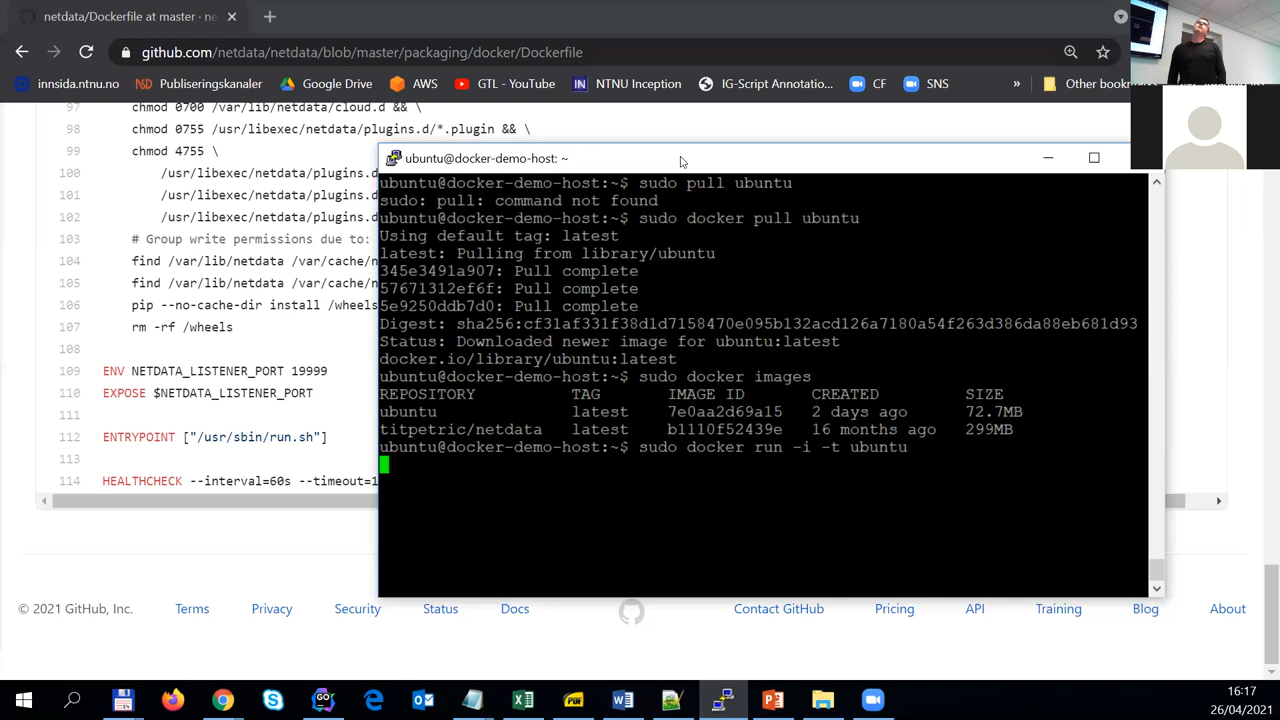 netdata/Dockerfile at master ·
github.com/netdata/netdata/blob/master/packaging/docker/Dockerfile
innsida.ntnu.no
Publiseringskanaler
Google Drive
AWS
GTL - YouTube
NTNU Inception
IG-Script Annotatio...
CF
SNS
»
Other bookm
97 chmod 0700 /var/lib/netdata/cloud.d && \
98 chmod 0755 /usr/libexec/netdata/plugins.d/*.plugin && \
99 chmod 4755 \
100 /usr/libexec/netdata/plugins.d
101 /usr/libexec/netdata/plugins.d
102 /usr/libexec/netdata/plugins.d
103 # Group write permissions due to:
104 find /var/lib/netdata /var/cache/n
105 find /var/lib/netdata /var/cache/n
106 pip --no-cache-dir install /wheels
107 rm -rf /wheels
108
109 ENV NETDATA_LISTENER_PORT 19999
110 EXPOSE $NETDATA_LISTENER_PORT
111
112 ENTRYPOINT ["/usr/sbin/run.sh"]
113
114 HEALTHCHECK --interval=60s --timeout=1
ubuntu@docker-demo-host: ~
ubuntu@docker-demo-host:~$ sudo pull ubuntu
sudo: pull: command not found
ubuntu@docker-demo-host:~$ sudo docker pull ubuntu
Using default tag: latest
latest: Pulling from library/ubuntu
345e3491a907: Pull complete
57671312ef6f: Pull complete
5e9250ddb7d0: Pull complete
Digest: sha256:cf31af331f38d1d7158470e095b132acd126a7180a54f263d386da88eb681d93
Status: Downloaded newer image for ubuntu:latest
docker.io/library/ubuntu:latest
ubuntu@docker-demo-host:~$ sudo docker images
REPOSITORY TAG IMAGE ID CREATED SIZE
ubuntu latest 7e0aa2d69a15 2 days ago 72.7MB
titpetric/netdata latest b1110f52439e 16 months ago 299MB
ubuntu@docker-demo-host:~$ sudo docker run -i -t ubuntu
© 2021 GitHub, Inc.
Terms
Privacy
Security
Status
Docs
Contact GitHub
Pricing
API
Training
Blog
About
16:17
26/04/2021